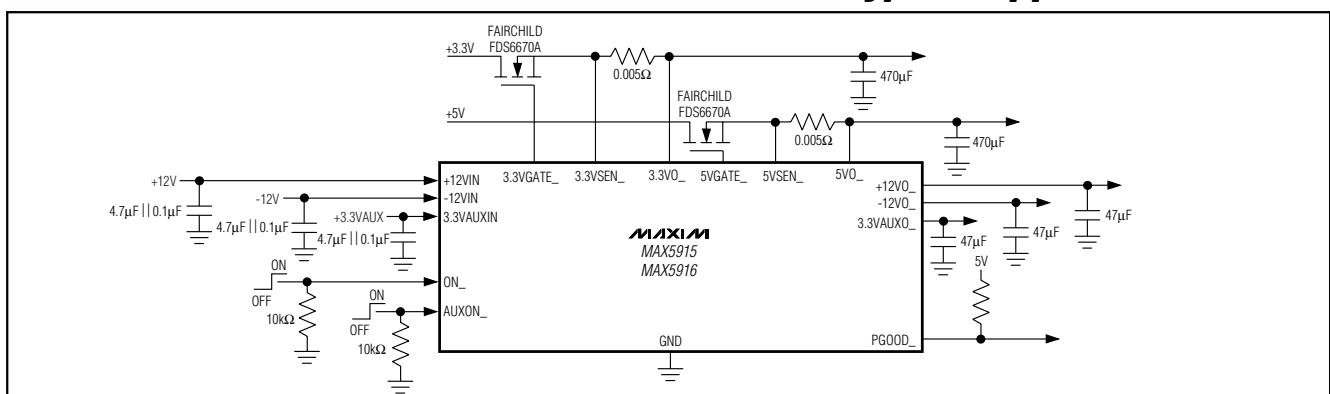 FAIRCHILD
FDS6670A
+3.3V
0.005Ω
470µF
FAIRCHILD
FDS6670A
+5V
0.005Ω
470µF
3.3VGATE_ 3.3VSEN_ 3.3VO_ 5VGATE_ 5VSEN_ 5VO_
+12V
+12VIN
+12VO_
-12V
-12VIN
-12VO_
4.7µF||0.1µF
+3.3VAUX
3.3VAUXIN
3.3VAUXO_
47µF
4.7µF||0.1µF
4.7µF||0.1µF
47µF
47µF
MAXIM
MAX5915
MAX5916
5V
ON
ON_
OFF
ON
10kΩ
AUXON_
OFF
10kΩ
GND
PGOOD_